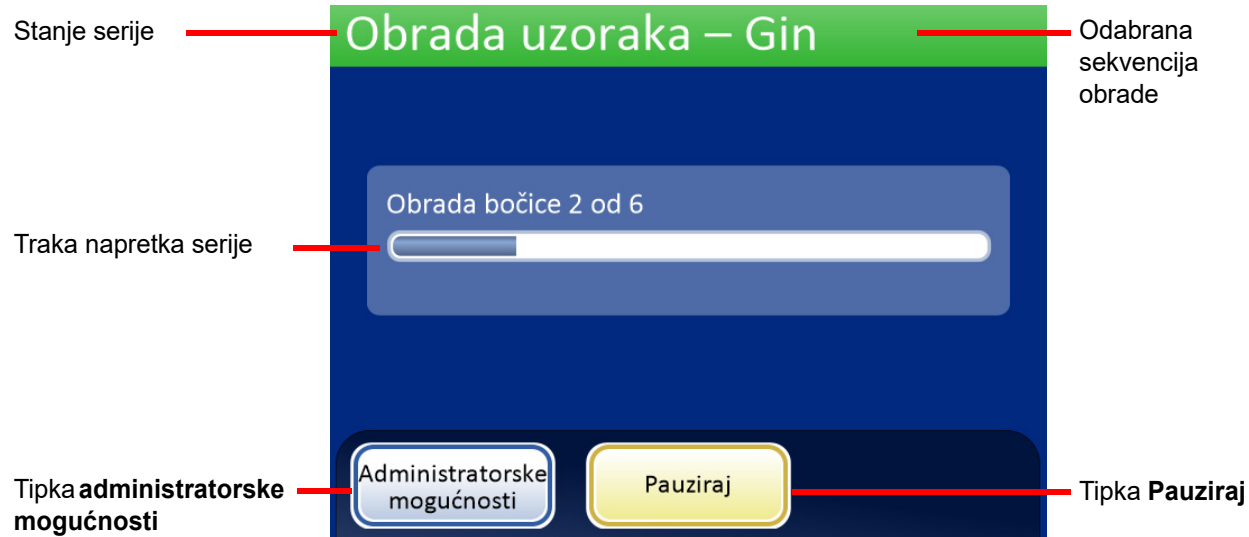 Stanje serije
Obrada uzoraka – Gin
Odabrana
sekvencija
obrade
Obrada bočice 2 od 6
Traka napretka serije
Administratorske
mogućnosti
Pauziraj
Tipka administratorske
mogućnosti
Tipka Pauziraj